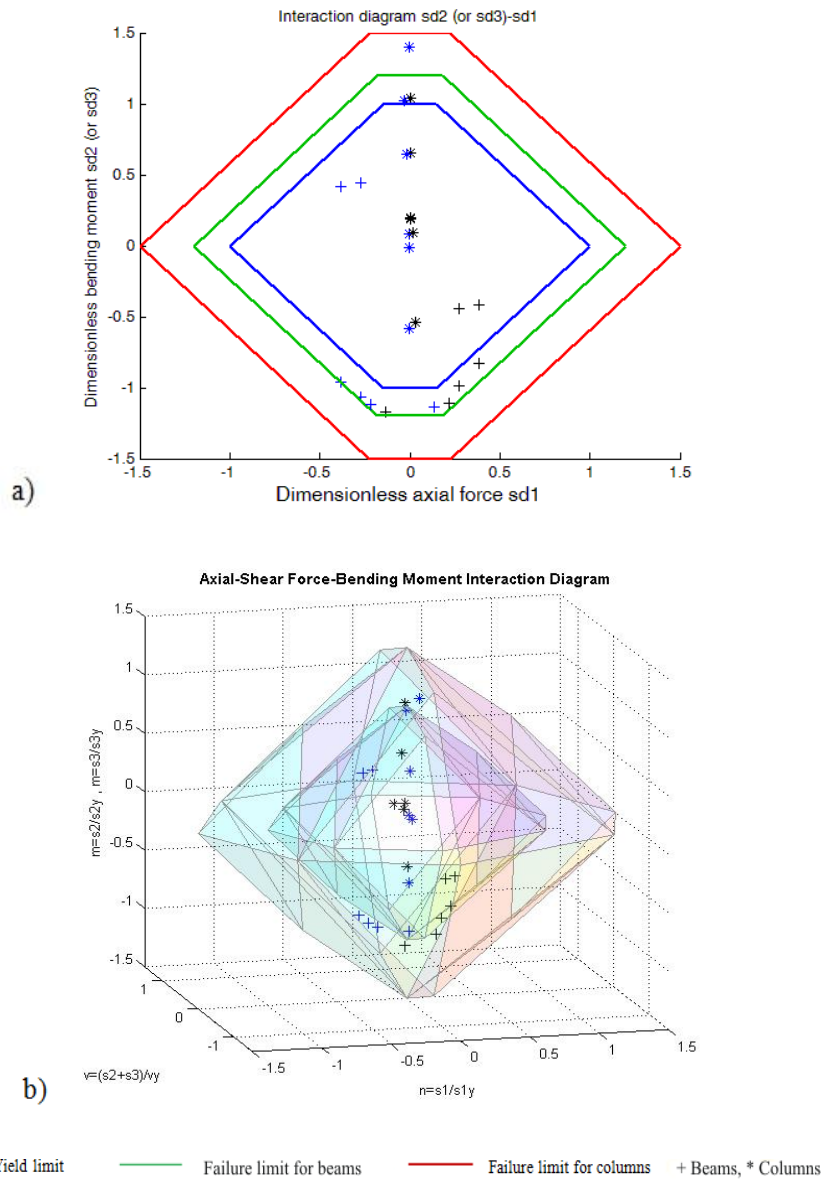 Interaction diagram sd2 (or sd3)-sd1
Dimensionless bending moment sd2 (or sd3)
1.5
1
0.5
0
-0.5
-1
-1.5
-1.5 -1 -0.5 0 0.5 1 1.5
Dimensionless axial force sd1
a)
Axial-Shear Force-Bending Moment Interaction Diagram
m=s2/s2y , m=s3/s3y
1.5
1
0.5
0
-0.5
-1
-1.5
1
0
-1
-1.5 -1 -0.5 0 0.5 1 1.5
v=(s2+s3)/vy
n=s1/s1y
b)
limit Failure limit for beams Failure limit for columns + Beams, * Columns